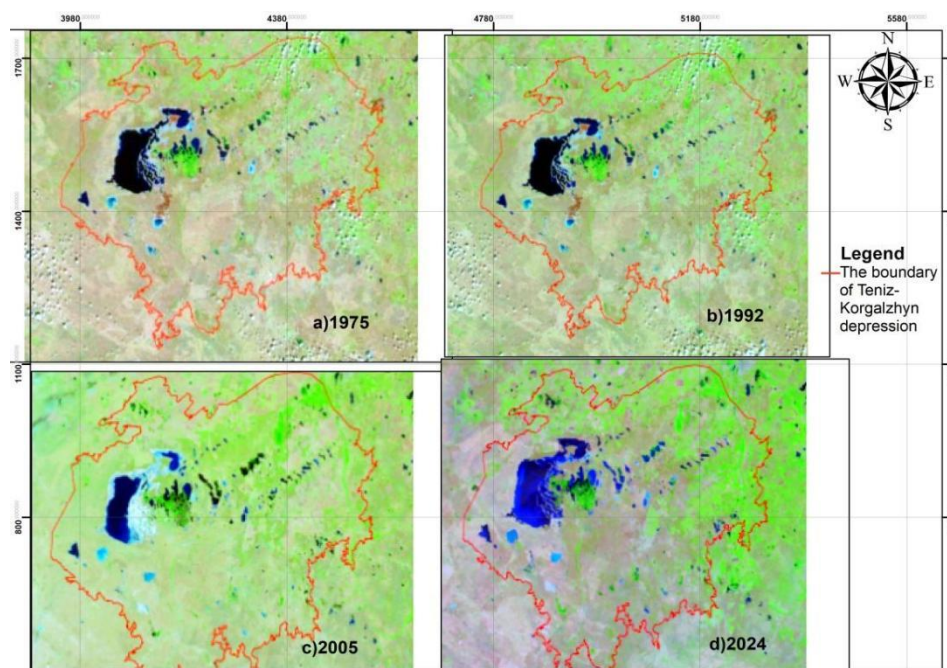 3980 4380 4780 5180 5580
1700
N
W E
S
1400
Legend
The boundary
of Teniz-
Korgalzhyn
depression
a)1975
b)1992
1100
800
c)2005
d)2024